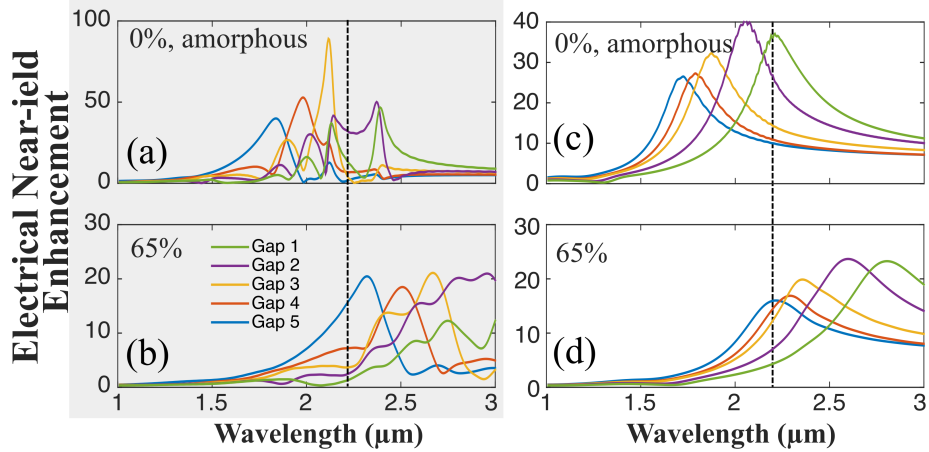 Electrical Near-ield
Enhancement
100
50
0
0%, amorphous
(a)
30
20
10
0
65%
Gap 1
Gap 2
Gap 3
Gap 4
Gap 5
(b)
1
1.5
2
2.5
3
Wavelength (μm)
40
30
20
10
0
0%, amorphous
(c)
30
20
10
0
65%
(d)
1
1.5
2
2.5
3
Wavelength (μm)